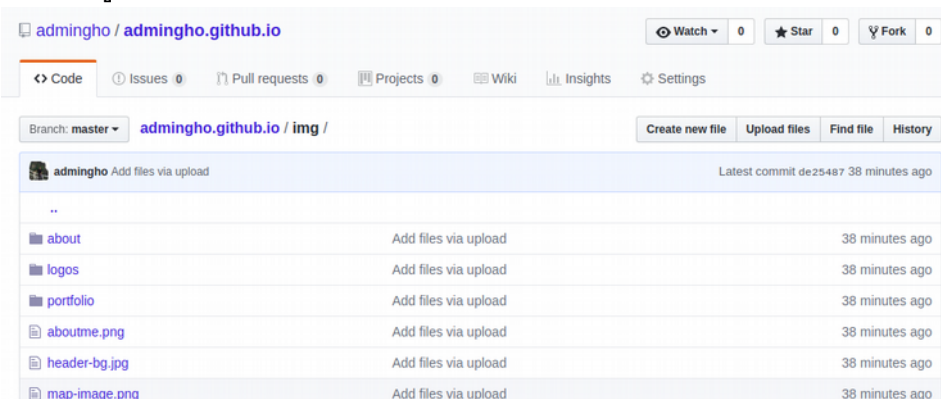 admingho / admingho.github.io
Watch 0 Star 0 Fork 0
Code Issues 0 Pull requests 0 Projects 0 Wiki Insights Settings
Branch: master admingho.github.io / img /
Create new file Upload files Find file History
admingho Add files via upload Latest commit de25487 38 minutes ago
..
about Add files via upload 38 minutes ago
logos Add files via upload 38 minutes ago
portfolio Add files via upload 38 minutes ago
aboutme.png Add files via upload 38 minutes ago
header-bg.jpg Add files via upload 38 minutes ago
map-image.png Add files via upload 38 minutes ago